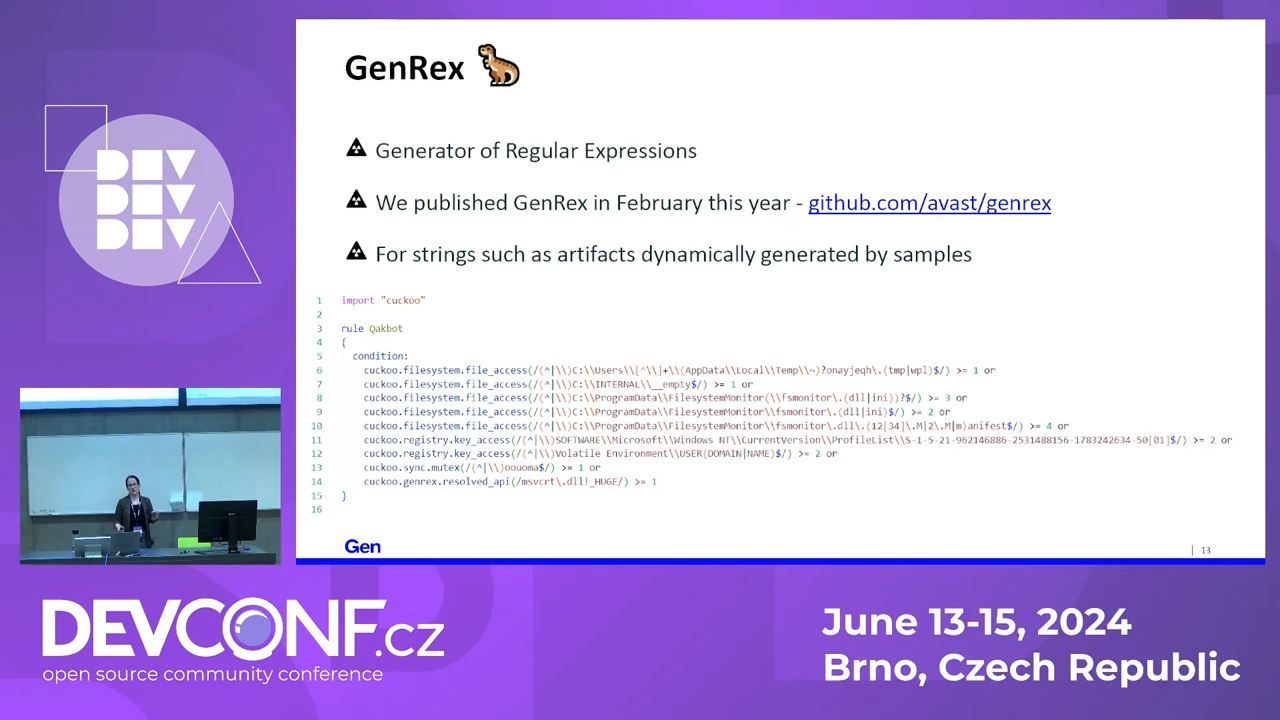 GenRex
Generator of Regular Expressions
We published GenRex in February this year - github.com/avast/genrex
For strings such as artifacts dynamically generated by samples
1 import "cuckoo"
2
3 rule Qakbot
4 {
5 condition:
6 cuckoo.filesystem.file_access(/(^|\\)C:\\Users\\[^\\]+\\(AppData\\Local\\Temp\\~)?onayjeqh\.(tmp|wpl)$/) >= 1 or
7 cuckoo.filesystem.file_access(/(^|\\)C:\\INTERNAL\\__empty$/) >= 1 or
8 cuckoo.filesystem.file_access(/(^|\\)C:\\ProgramData\\FilesystemMonitor(\\fsmonitor\.(dll|ini))?$/) >= 3 or
9 cuckoo.filesystem.file_access(/(^|\\)C:\\ProgramData\\FilesystemMonitor\\fsmonitor\.(dll|ini)$/) >= 2 or
10 cuckoo.filesystem.file_access(/(^|\\)C:\\ProgramData\\FilesystemMonitor\\fsmonitor\.dll\.(12[34]\.M|2\.M|m)anifest$/) >= 4 or
11 cuckoo.registry.key_access(/(^|\\)SOFTWARE\\Microsoft\\Windows NT\\CurrentVersion\\ProfileList\\S-1-5-21-962146886-2531488156-1783242634-50[01]$/) >= 2 or
12 cuckoo.registry.key_access(/(^|\\)Volatile Environment\\USER(DOMAIN|NAME)$/) >= 2 or
13 cuckoo.sync.mutex(/(^|\\)oouoma$/) >= 1 or
14 cuckoo.genrex.resolved_api(/msvcrt\.dll!_HUGE/) >= 1
15 }
16
Gen
| 13
DEV
DEV
DEV
DEVCONF.cz
open source community conference
June 13-15, 2024
Brno, Czech Republic